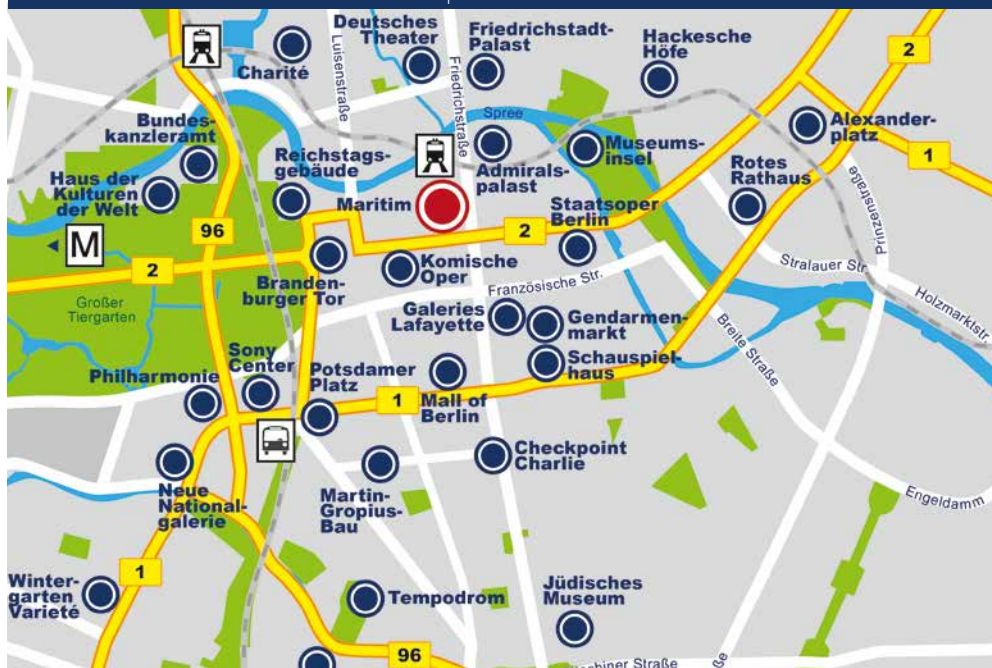 Deutsches
Theater
Friedrichstadt-
Palast
Hackesche
Höfe
2
Charité
Luisenstraße
Friedrichstraße
Spree
Bundes-
kanzleramt
Reichstags-
gebäude
Admirals-
palast
Museums-
insel
Alexander-
platz
1
Haus der
Kulturen
der Welt
Maritim
Staatsoper
Berlin
Rotes
Rathaus
Prinzenstraße
M
96
2
2
Branden-
burger Tor
Komische
Oper
Französische Str.
Stralauer Str.
Holzmarktstr.
Großer
Tiergarten
Galeries
Lafayette
Gendarmen-
markt
Breite Straße
Sony
Center
Philharmonie
Potsdamer
Platz
1
Mall of
Berlin
Schauspiel-
haus
Checkpoint
Charlie
Neue
National-
galerie
Martin-
Gropius-
Bau
Engeldamm
1
Winter-
garten
Varieté
Tempodrom
Jüdisches
Museum
96